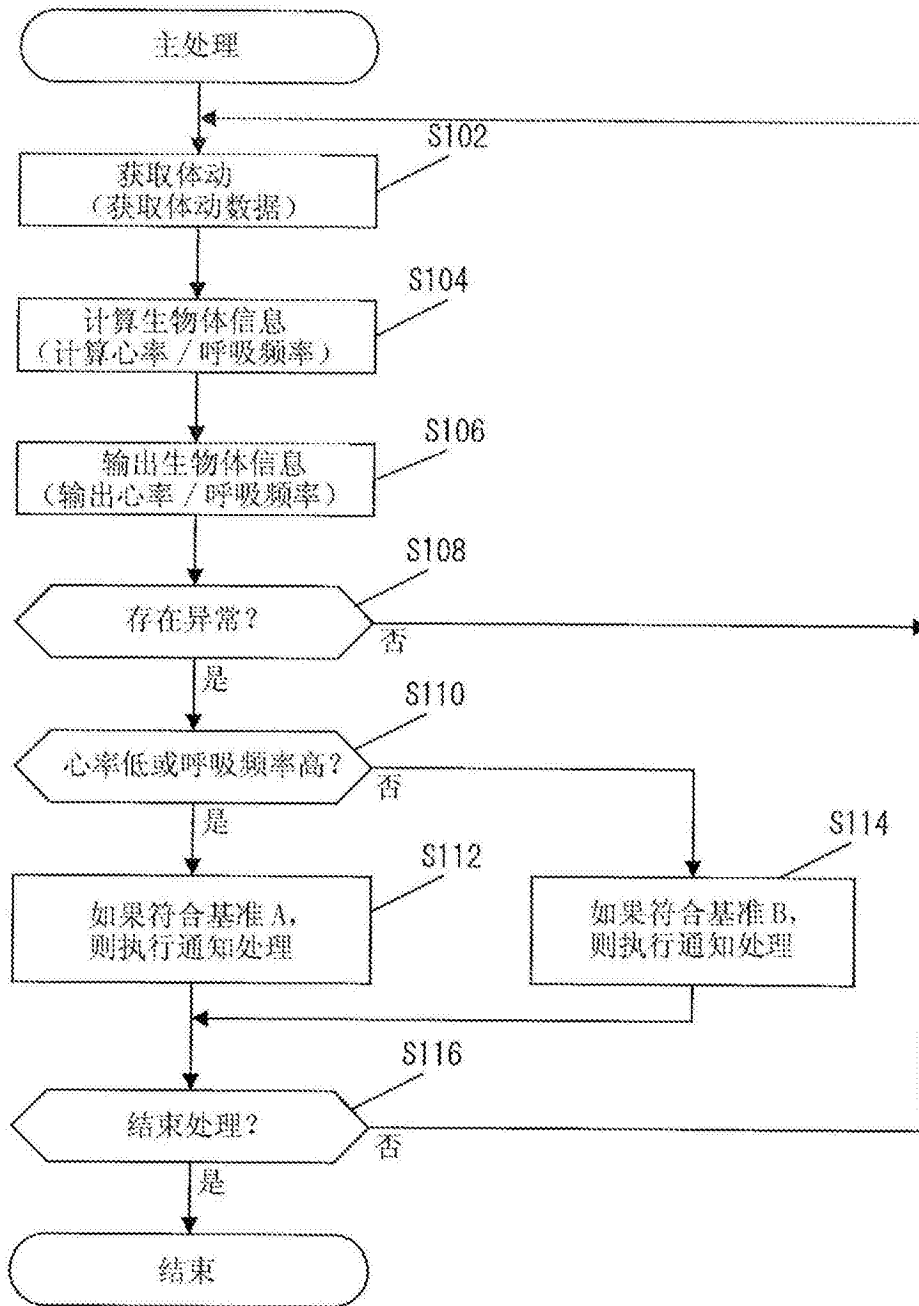 主处理
S102
获取体动
（获取体动数据）
S104
计算生物体信息
（计算心率／呼吸频率）
S106
输出生物体信息
（输出心率／呼吸频率）
S108
存在异常？
否
是
S110
心率低或呼吸频率高？
否
是
S112
如果符合基准A，
则执行通知处理
S114
如果符合基准B，
则执行通知处理
S116
结束处理？
否
是
结束